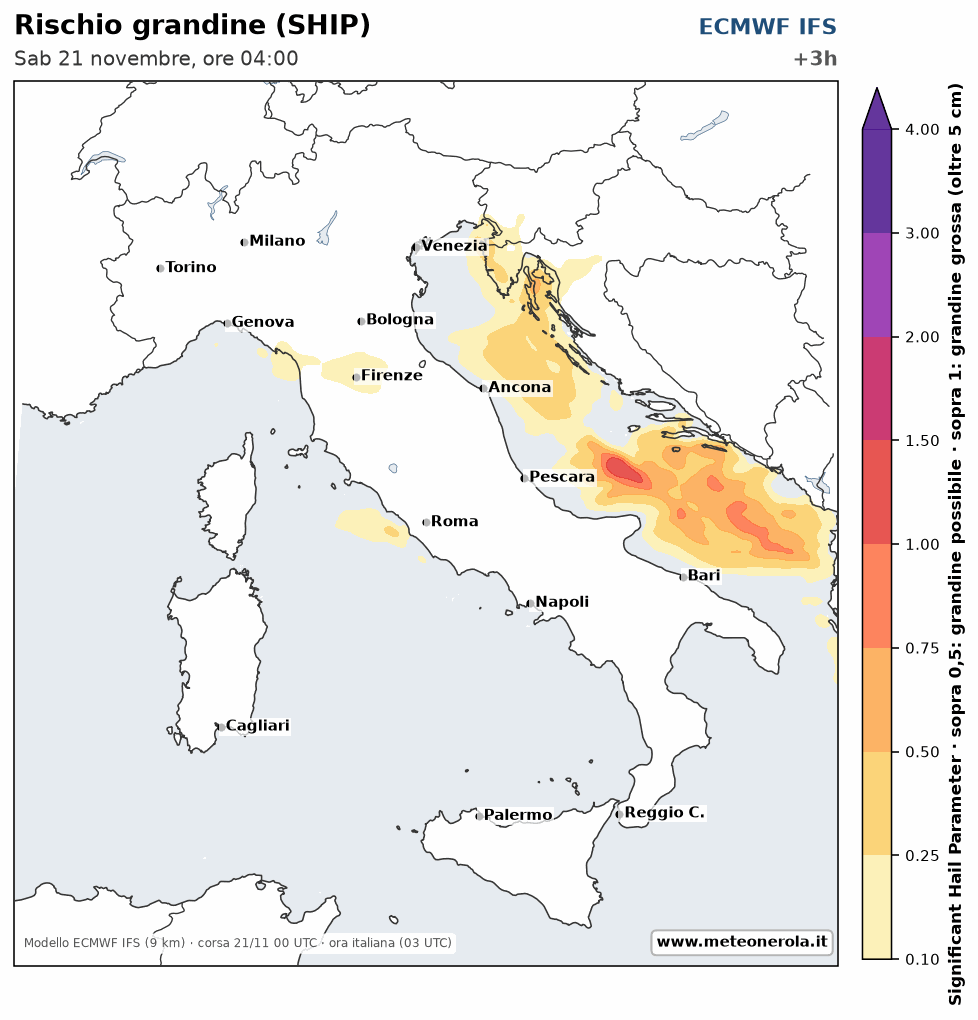 Rischio grandine (SHIP)
ECMWF IFS
Sab 21 novembre, ore 04:00
+3h
Milano
Venezia
Torino
Genova
Bologna
Firenze
Ancona
Pescara
Roma
Bari
Napoli
Cagliari
Palermo
Reggio C.
Modello ECMWF IFS (9 km) · corsa 21/11 00 UTC · ora italiana (03 UTC)
www.meteonerola.it
4.00
3.00
2.00
1.50
1.00
0.75
0.50
0.25
0.10
Significant Hail Parameter · sopra 0,5: grandine possibile · sopra 1: grandine grossa (oltre 5 cm)